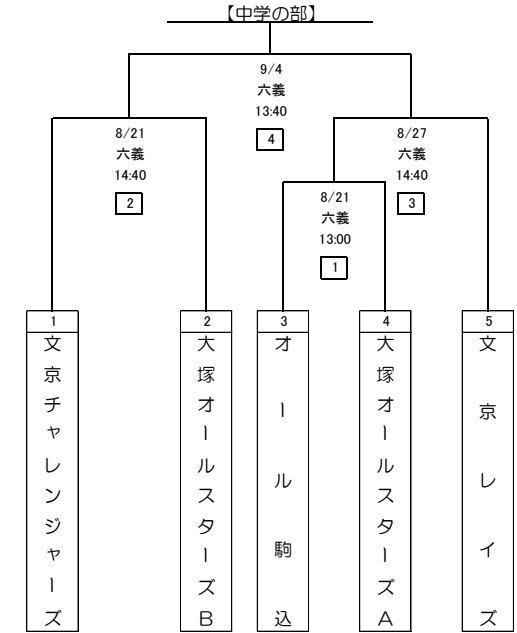 【中学の部】
9/4
六義
13:40
4
8/21
六義
14:40
2
8/27
六義
14:40
3
8/21
六義
13:00
1
1
文京チャレンジャーズ
2
大塚オールスターズB
3
オール駒込
4
大塚オールスターズA
5
文京レイズ